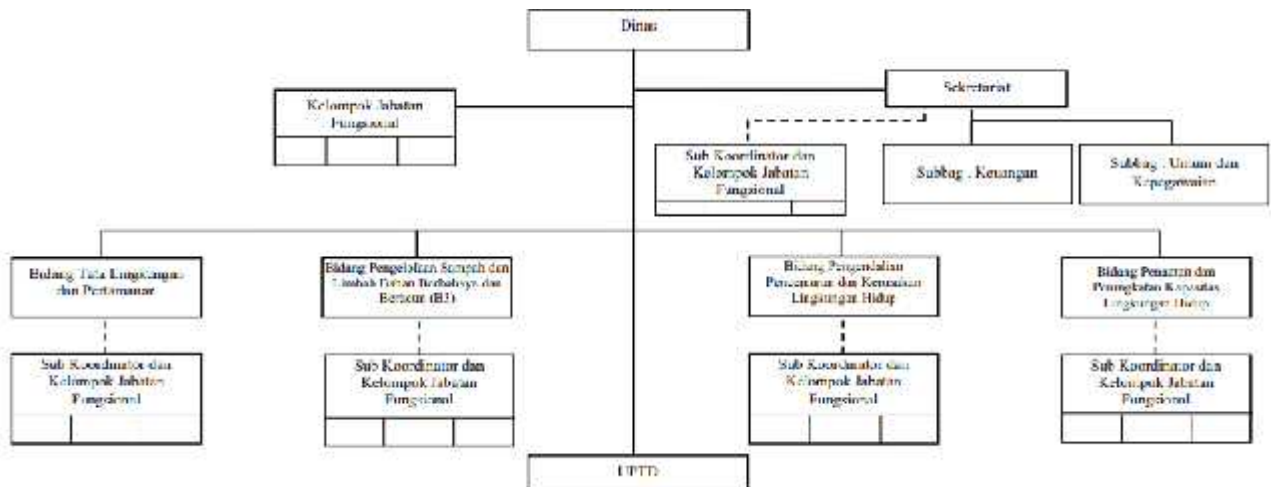 Dinas
Sekretariat
Kelompok Jabatan
Fungsional
Sub Koordinator dan
Kelompok Jabatan
Fungsional
Subbag . Keuangan
Subbag . Umum dan
Kepegawaian
Bidang Tata Lingkungan
dan Pertamanan
Bidang Pengelolaan Sampah dan
Limbah Bahan Berbahaya dan
Beracun (B3)
Bidang Pengendalian
Pencemaran dan Kerusakan
Lingkungan Hidup
Bidang Penaatan dan
Peningkatan Kapasitas
Lingkungan Hidup
Sub Koordinator dan
Kelompok Jabatan
Fungsional
Sub Koordinator dan
Kelompok Jabatan
Fungsional
Sub Koordinator dan
Kelompok Jabatan
Fungsional
Sub Koordinator dan
Kelompok Jabatan
Fungsional
UPTD